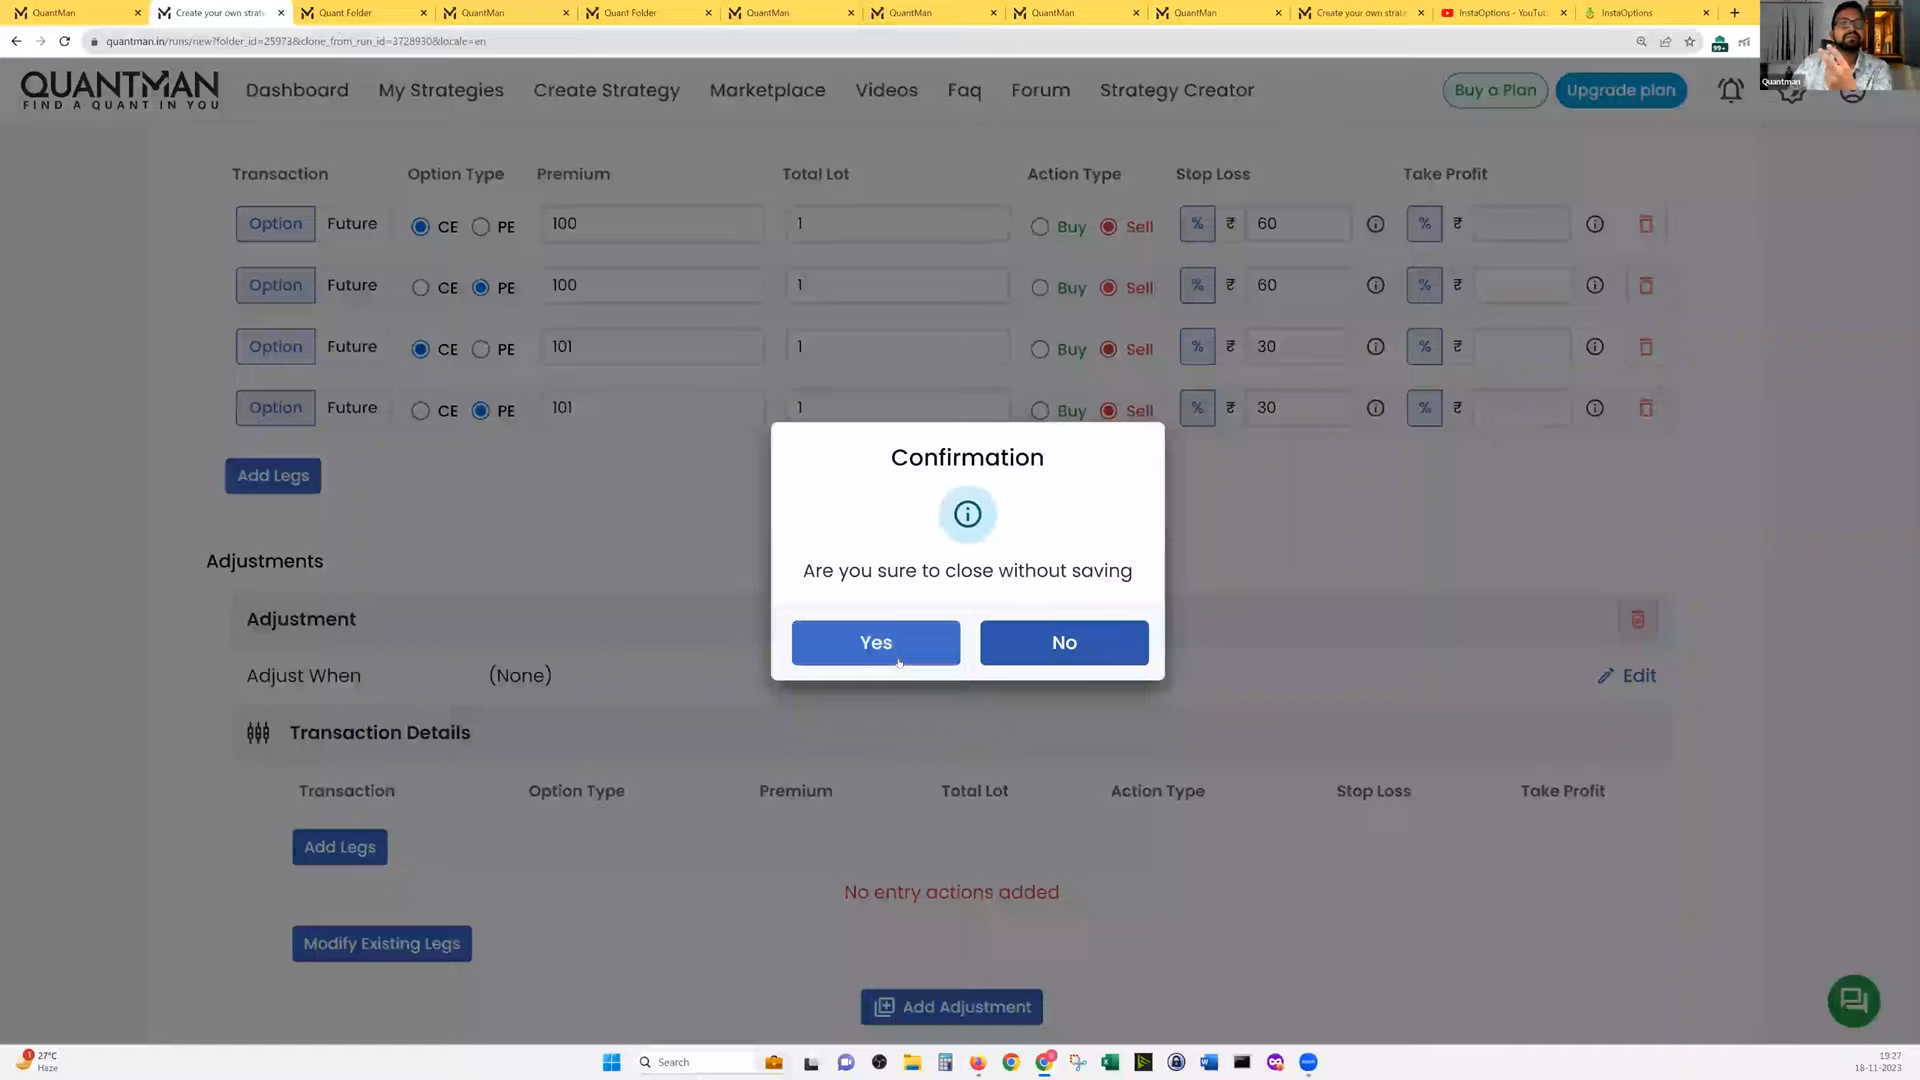 QuantMan
Create your own strate
Quant Folder
QuantMan
Quant Folder
QuantMan
QuantMan
QuantMan
QuantMan
Create your own strate
InstaOptions - YouTub
InstaOptions
quantman.in/runs/new?folder_id=25973&clone_from_run_id=3728930&locale=en
99+
Quantman
QUANTMAN
FIND A QUANT IN YOU
Dashboard
My Strategies
Create Strategy
Marketplace
Videos
Faq
Forum
Strategy Creator
Buy a Plan
Upgrade plan
Transaction Option Type Premium Total Lot Action Type Stop Loss Take Profit
Option Future CE PE 100 1 Buy Sell % ₹ 60 % ₹
Option Future CE PE 100 1 Buy Sell % ₹ 60 % ₹
Option Future CE PE 101 1 Buy Sell % ₹ 30 % ₹
Option Future CE PE 101 1 Buy Sell % ₹ 30 % ₹
Add Legs
Confirmation
Are you sure to close without saving
Yes No
Adjustments
Adjustment
Adjust When (None) Edit
Transaction Details
Transaction Option Type Premium Total Lot Action Type Stop Loss Take Profit
Add Legs
No entry actions added
Modify Existing Legs
Add Adjustment
1
27°C
Haze
Search
19:27
18-11-2023